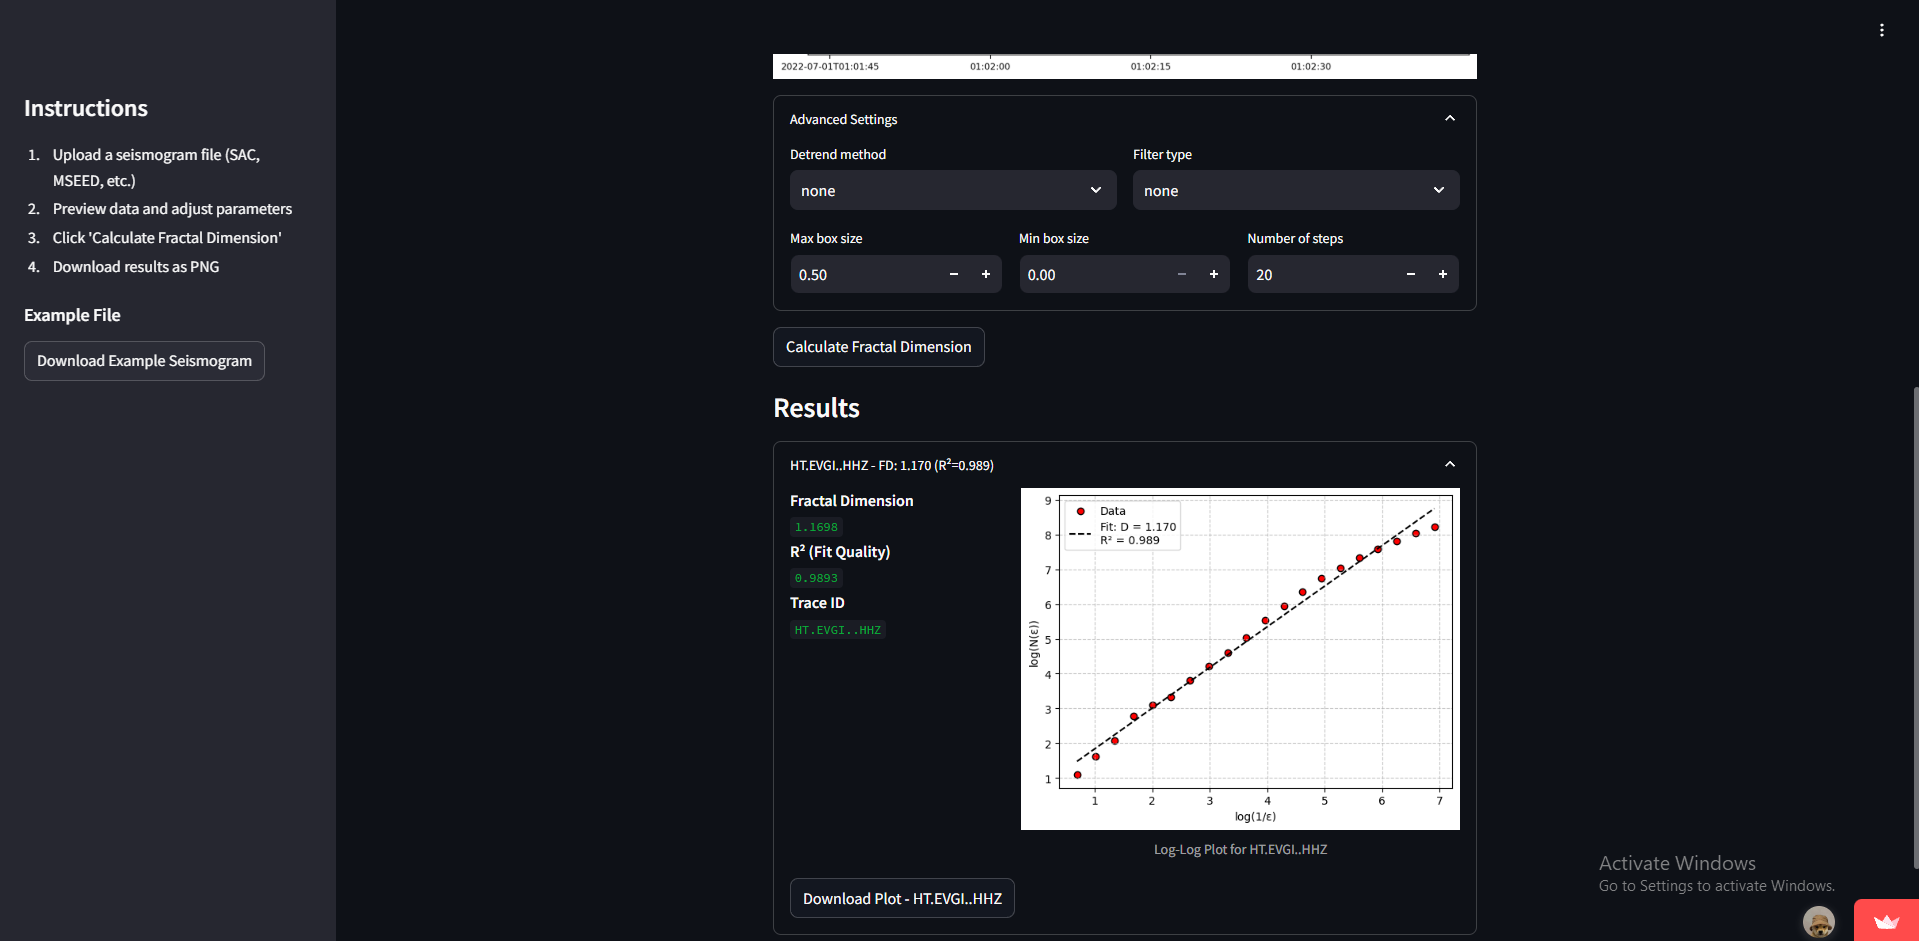 Instructions
1. Upload a seismogram file (SAC,
MSEED, etc.)
2. Preview data and adjust parameters
3. Click 'Calculate Fractal Dimension'
4. Download results as PNG
Example File
Download Example Seismogram
2022-07-01T01:01:45 01:02:00 01:02:15 01:02:30
Advanced Settings
Detrend method Filter type
none none
Max box size Min box size Number of steps
0.50 − + 0.00 − + 20 − +
Calculate Fractal Dimension
Results
HT.EVGI..HHZ - FD: 1.170 (R²=0.989)
Fractal Dimension
1.1698
R² (Fit Quality)
0.9893
Trace ID
HT.EVGI..HHZ
Data
Fit: D = 1.170
R² = 0.989
9
8
7
6
5
4
3
2
1
log(N(ε))
1 2 3 4 5 6 7
log(1/ε)
Log-Log Plot for HT.EVGI..HHZ
Download Plot - HT.EVGI..HHZ
Activate Windows
Go to Settings to activate Windows.